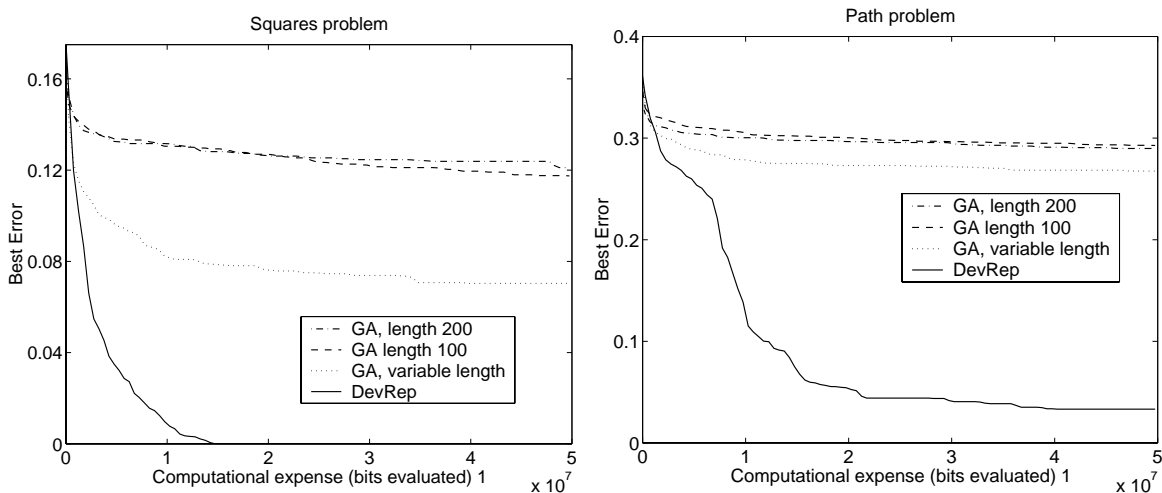 Squares problem
0.16
0.12
0.08
0.04
0
Best Error
GA, length 200
GA length 100
GA, variable length
DevRep
0 1 2 3 4 5
Computational expense (bits evaluated) 1
x 10^7
Path problem
0.4
0.3
0.2
0.1
0
Best Error
GA, length 200
GA length 100
GA, variable length
DevRep
0 1 2 3 4 5
Computational expense (bits evaluated) 1
x 10^7